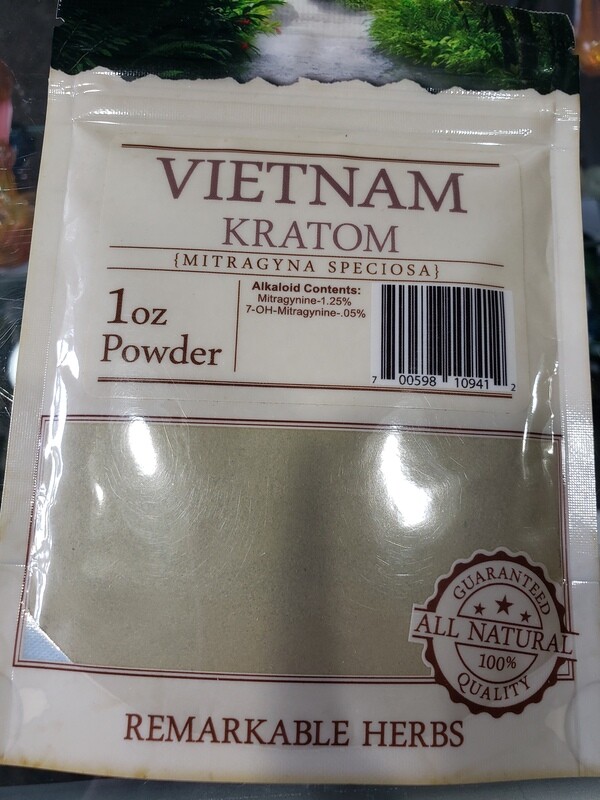 VIETNAM
KRATOM
{MITRAGYNA SPECIOSA}
1oz
Powder
Alkaloid Contents:
Mitragynine-1.25%
7-OH-Mitragynine-.05%
7 00598 10941 2
GUARANTEED
ALL NATURAL
100%
QUALITY
REMARKABLE HERBS